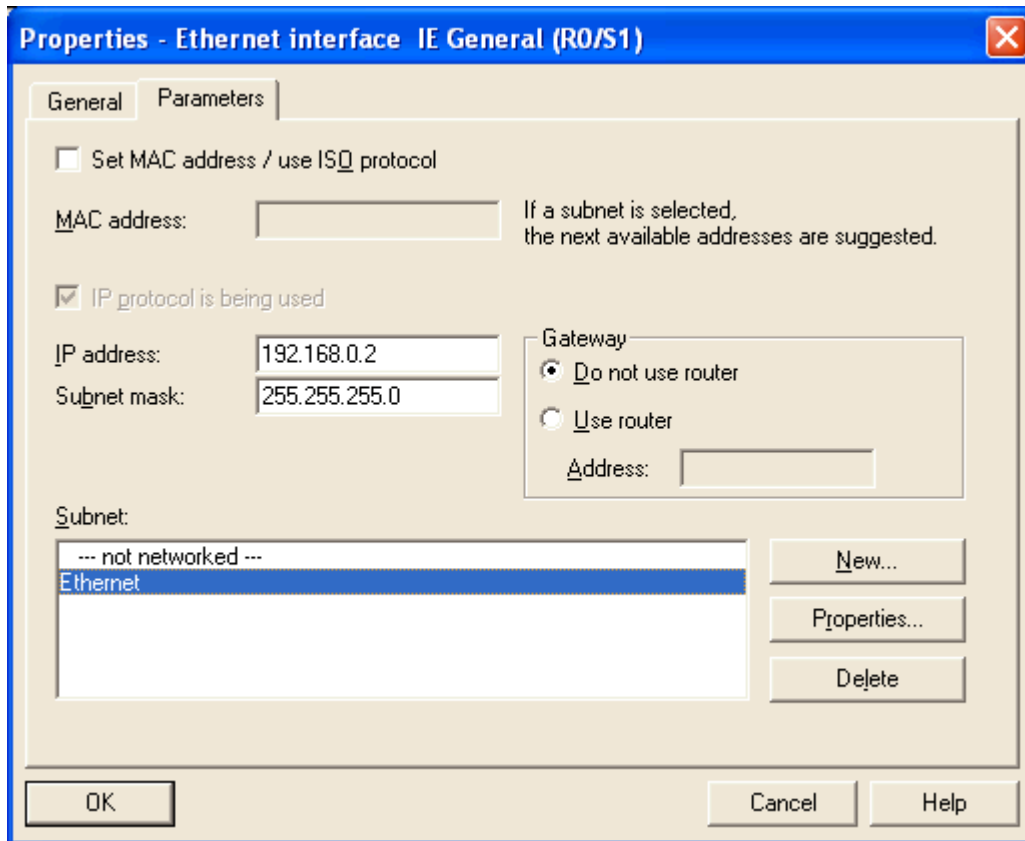 Properties - Ethernet interface IE General (R0/S1)
General
Parameters
Set MAC address / use ISO protocol
MAC address:
If a subnet is selected,
the next available addresses are suggested.
IP protocol is being used
IP address:
192.168.0.2
Subnet mask:
255.255.255.0
Gateway
Do not use router
Use router
Address:
Subnet:
--- not networked ---
Ethernet
New...
Properties...
Delete
OK
Cancel
Help